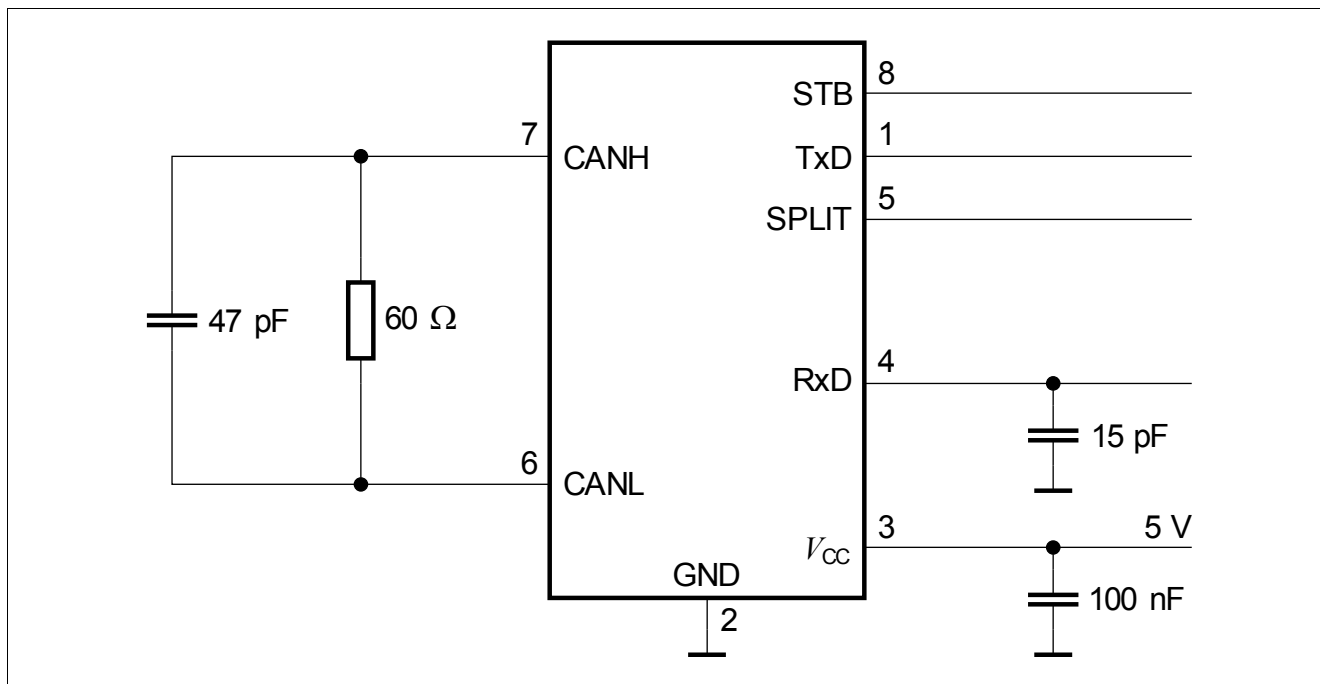 8
STB
7
1
CANH
TxD
5
SPLIT
47 pF
60 Ω
4
RxD
15 pF
6
CANL
3
5 V
VCC
GND
100 nF
2